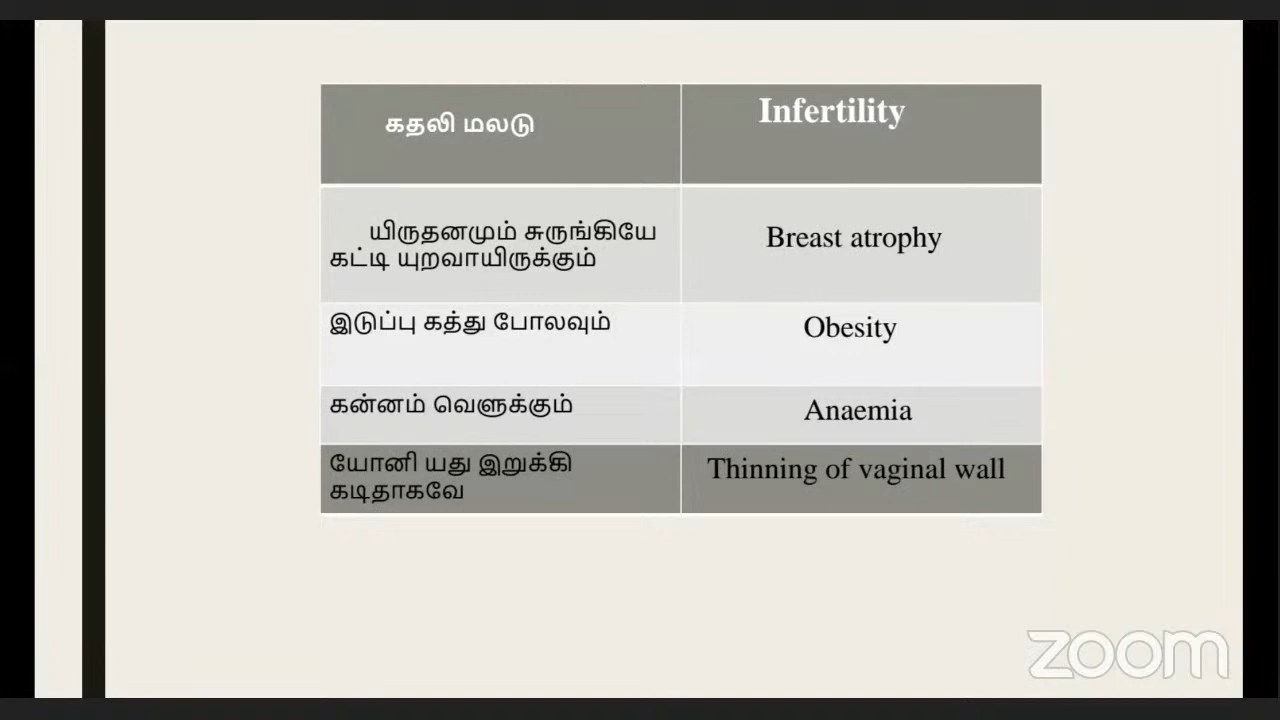 கதலி மலடு
Infertility
யிருதனமும் சுருங்கியே
கட்டி யுறவாயிருக்கும்
Breast atrophy
இடுப்பு கத்து போலவும்
Obesity
கன்னம் வெளுக்கும்
Anaemia
யோனி யது இறுக்கி
கடிதாகவே
Thinning of vaginal wall
zoom